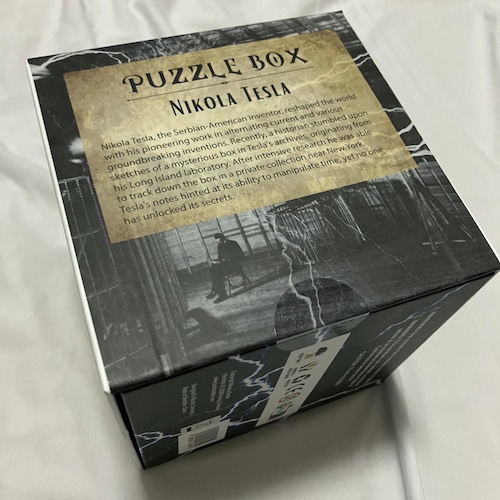 PUZZLE BOX
NIKOLA TESLA
Nikola Tesla, the Serbian-American inventor, reshaped the world
with his pioneering work in alternating current and various
groundbreaking inventions. Recently, a historian stumbled upon
sketches of a mysterious box in Tesla's archives originating from
his Long Island laboratory. After intensive research he was able
to track down the box in a private collection near New York.
Tesla's notes hinted at its ability to manipulate time, yet no one
has unlocked its secrets.